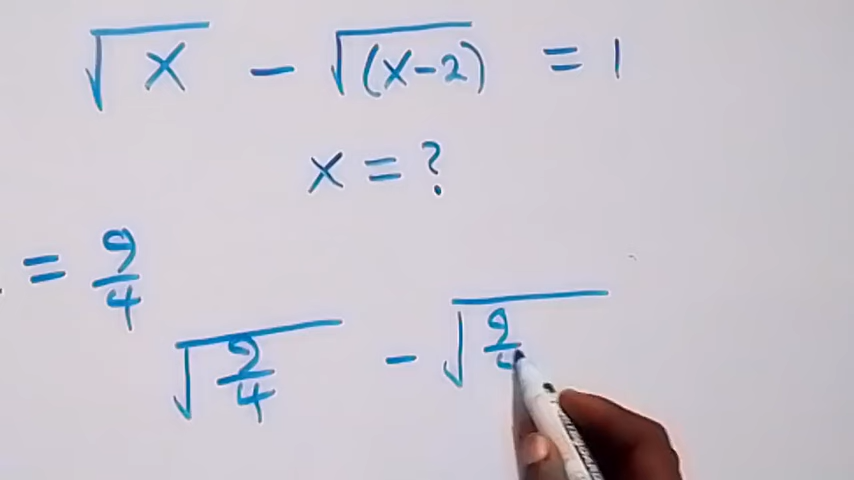 √x - √(x-2) = 1
x = ?
= 9/4
√9/4 - √9/4